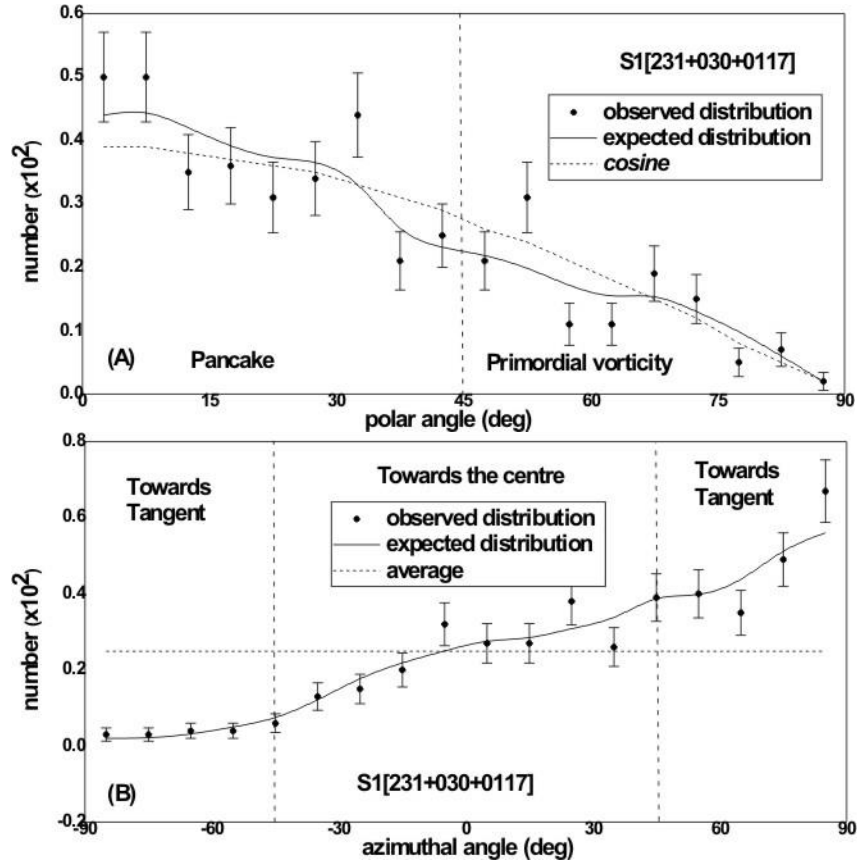 0.6
0.5
0.4
0.3
0.2
0.1
0.0
number (x10²)
S1[231+030+0117]
observed distribution
expected distribution
cosine
(A)
Pancake
Primordial vorticity
15
30
45
60
75
90
polar angle (deg)
0.8
0.6
0.4
0.2
0.0
-0.2
number (x10²)
Towards
Tangent
Towards the centre
Towards
Tangent
observed distribution
expected distribution
average
(B)
S1[231+030+0117]
-90
-60
-30
0
30
60
90
azimuthal angle (deg)